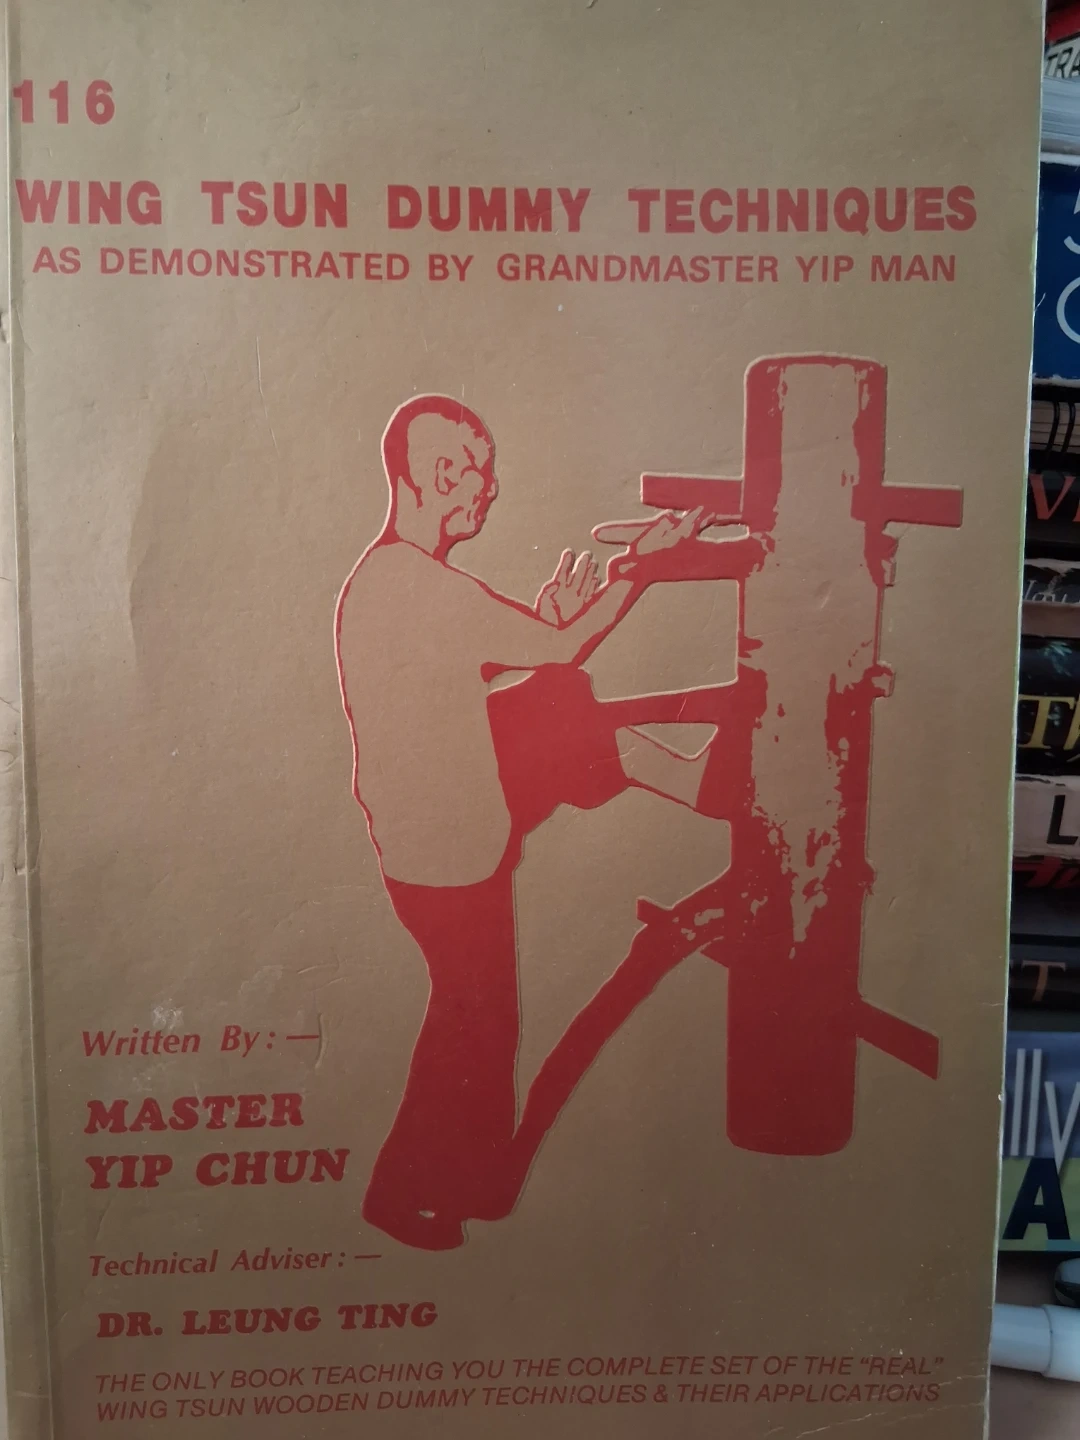 116
WING TSUN DUMMY TECHNIQUES
AS DEMONSTRATED BY GRANDMASTER YIP MAN
Written By: —
MASTER
YIP CHUN
Technical Adviser: —
DR. LEUNG TING
THE ONLY BOOK TEACHING YOU THE COMPLETE SET OF THE "REAL"
WING TSUN WOODEN DUMMY TECHNIQUES & THEIR APPLICATIONS